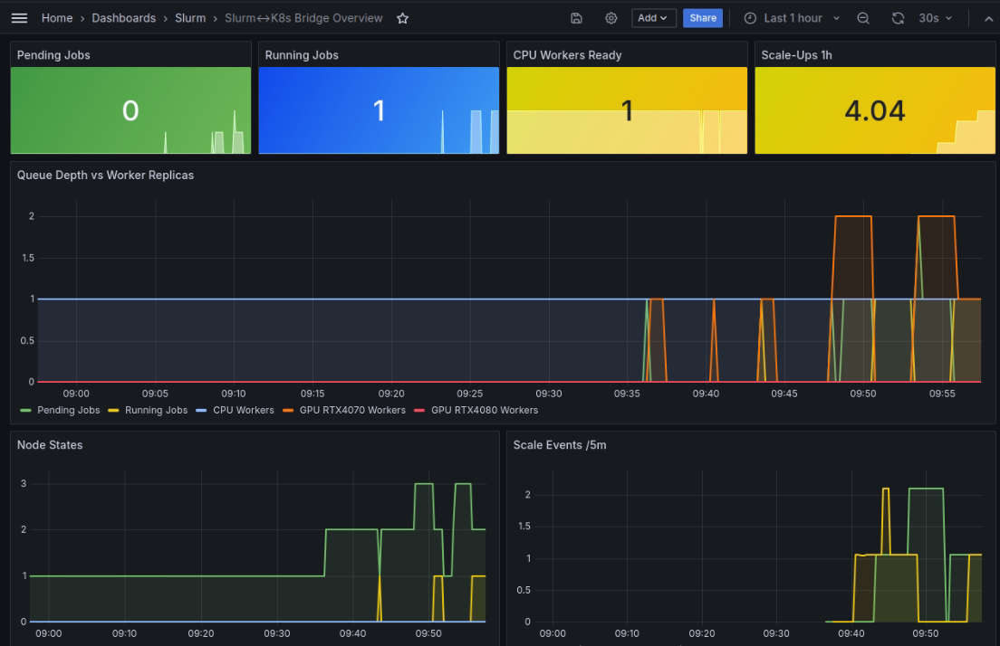 Home › Dashboards › Slurm › Slurm↔K8s Bridge Overview Add Share Last 1 hour 30s
Pending Jobs Running Jobs CPU Workers Ready Scale-Ups 1h
0 1 1 4.04
Queue Depth vs Worker Replicas
2
1.5
1
0.5
0
09:00 09:05 09:10 09:15 09:20 09:25 09:30 09:35 09:40 09:45 09:50 09:55
Pending Jobs Running Jobs CPU Workers GPU RTX4070 Workers GPU RTX4080 Workers
Node States
3
2
1
0
09:00 09:10 09:20 09:30 09:40 09:50
Scale Events /5m
2
1.5
1
0.5
0
09:00 09:10 09:20 09:30 09:40 09:50